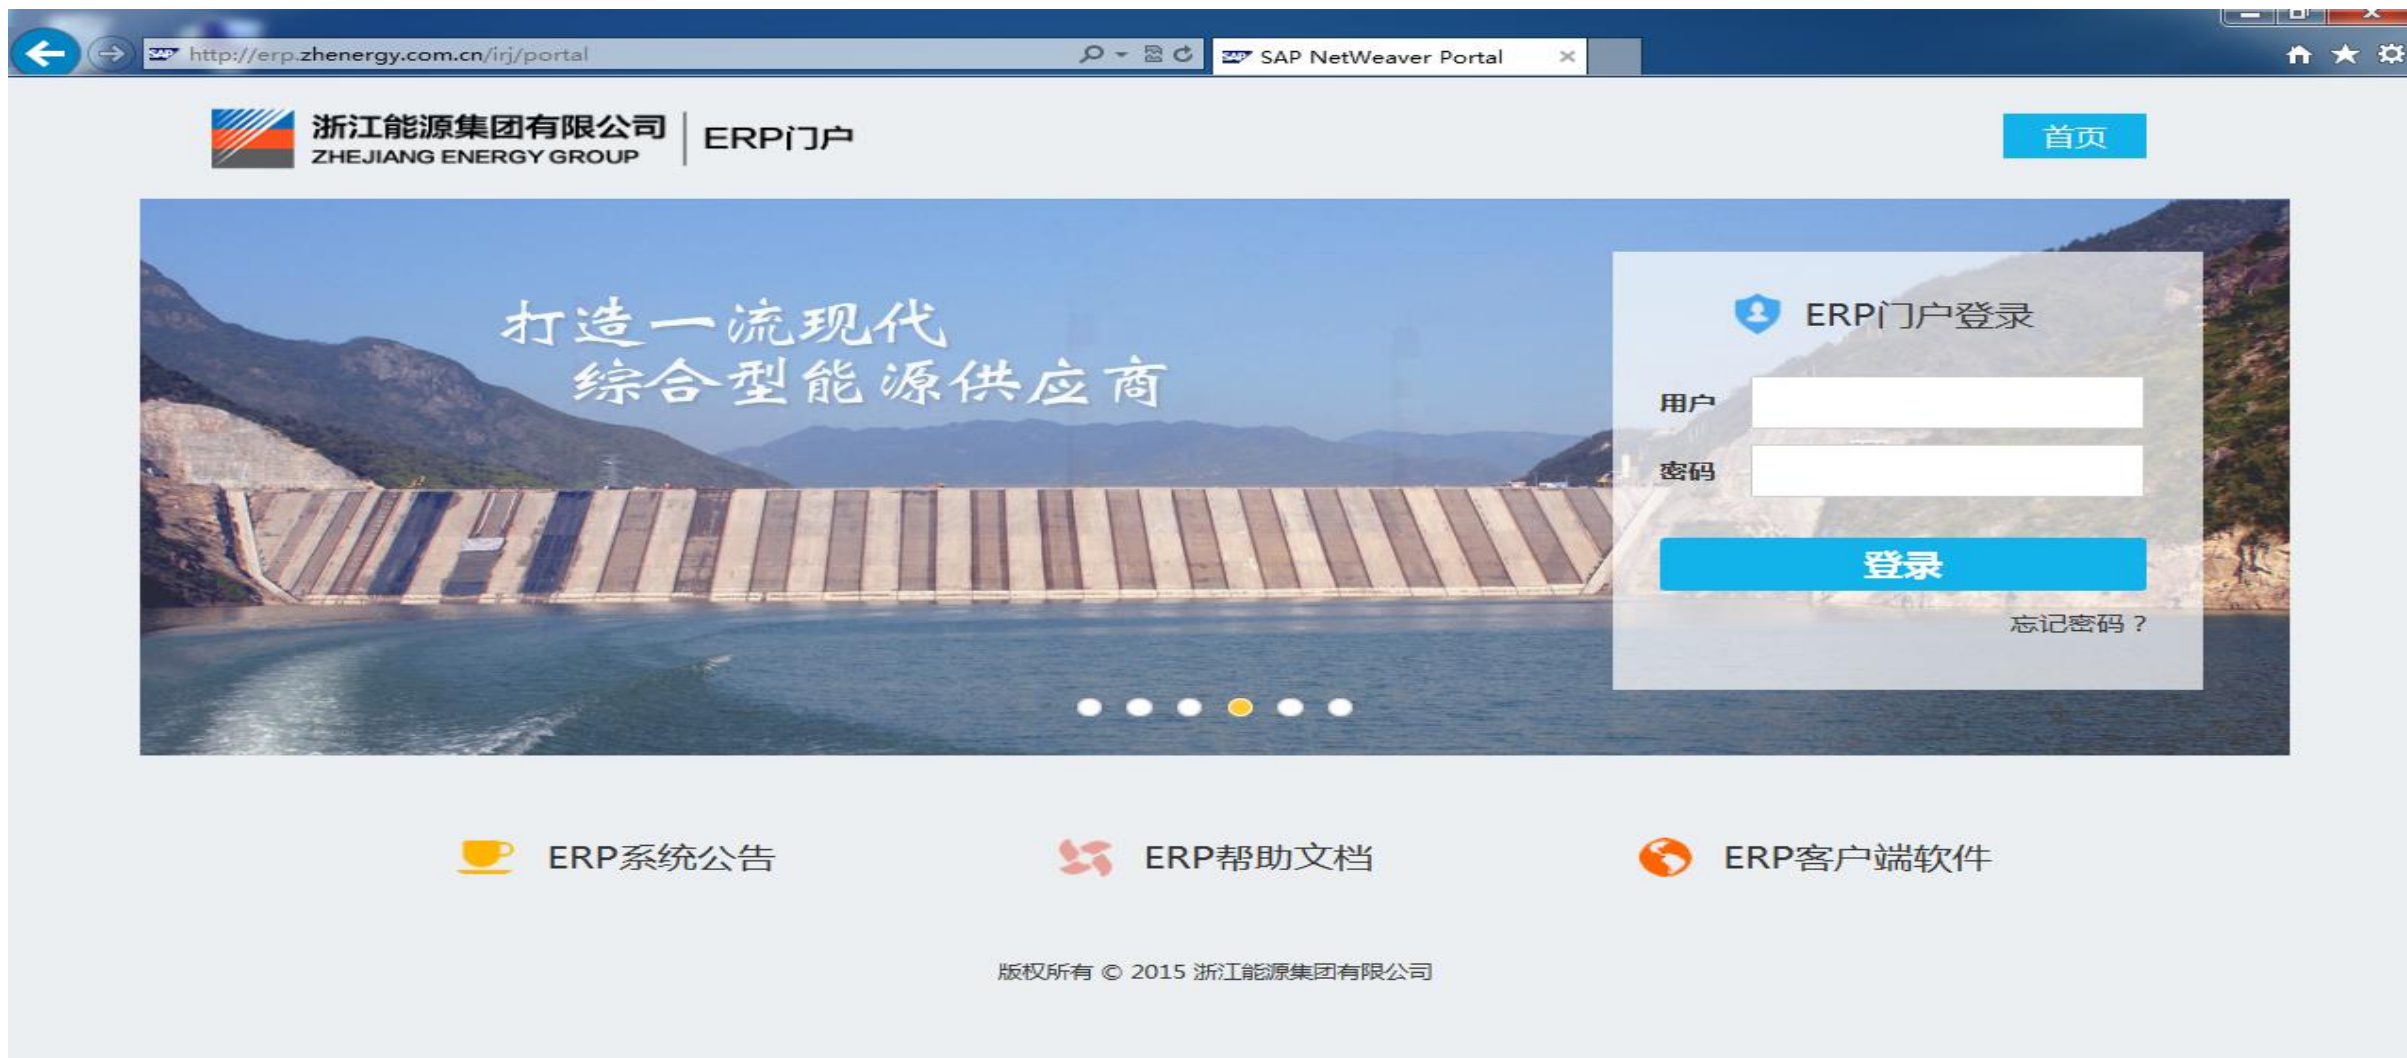 http://erp.zhenergy.com.cn/irj/portal
SAP NetWeaver Portal
浙江能源集团有限公司
ZHEJIANG ENERGY GROUP
ERP门户
首页
打造一流现代
综合型能源供应商
ERP门户登录
用户
密码
登录
忘记密码？
ERP系统公告
ERP帮助文档
ERP客户端软件
版权所有 © 2015 浙江能源集团有限公司